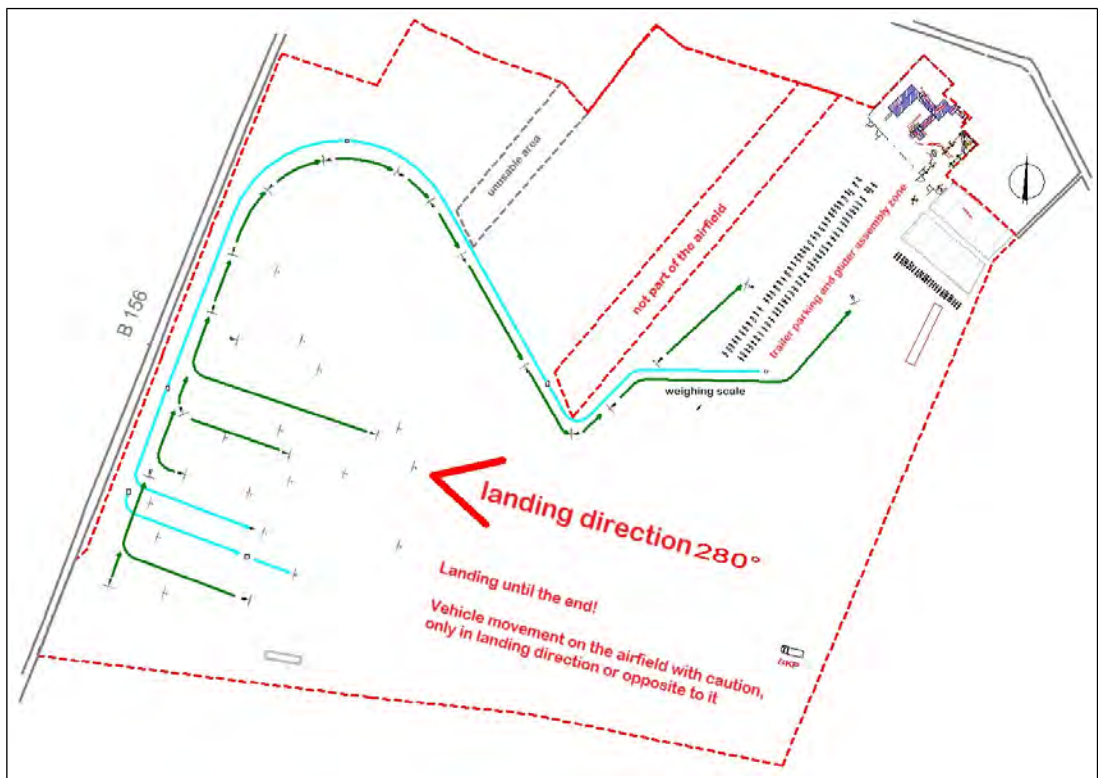 unusable area
not part of the airfield
trailer parking and glider assembly zone
B 156
weighing scale
landing direction 280°
Landing until the end!
Vehicle movement on the airfield with caution,
only in landing direction or opposite to it